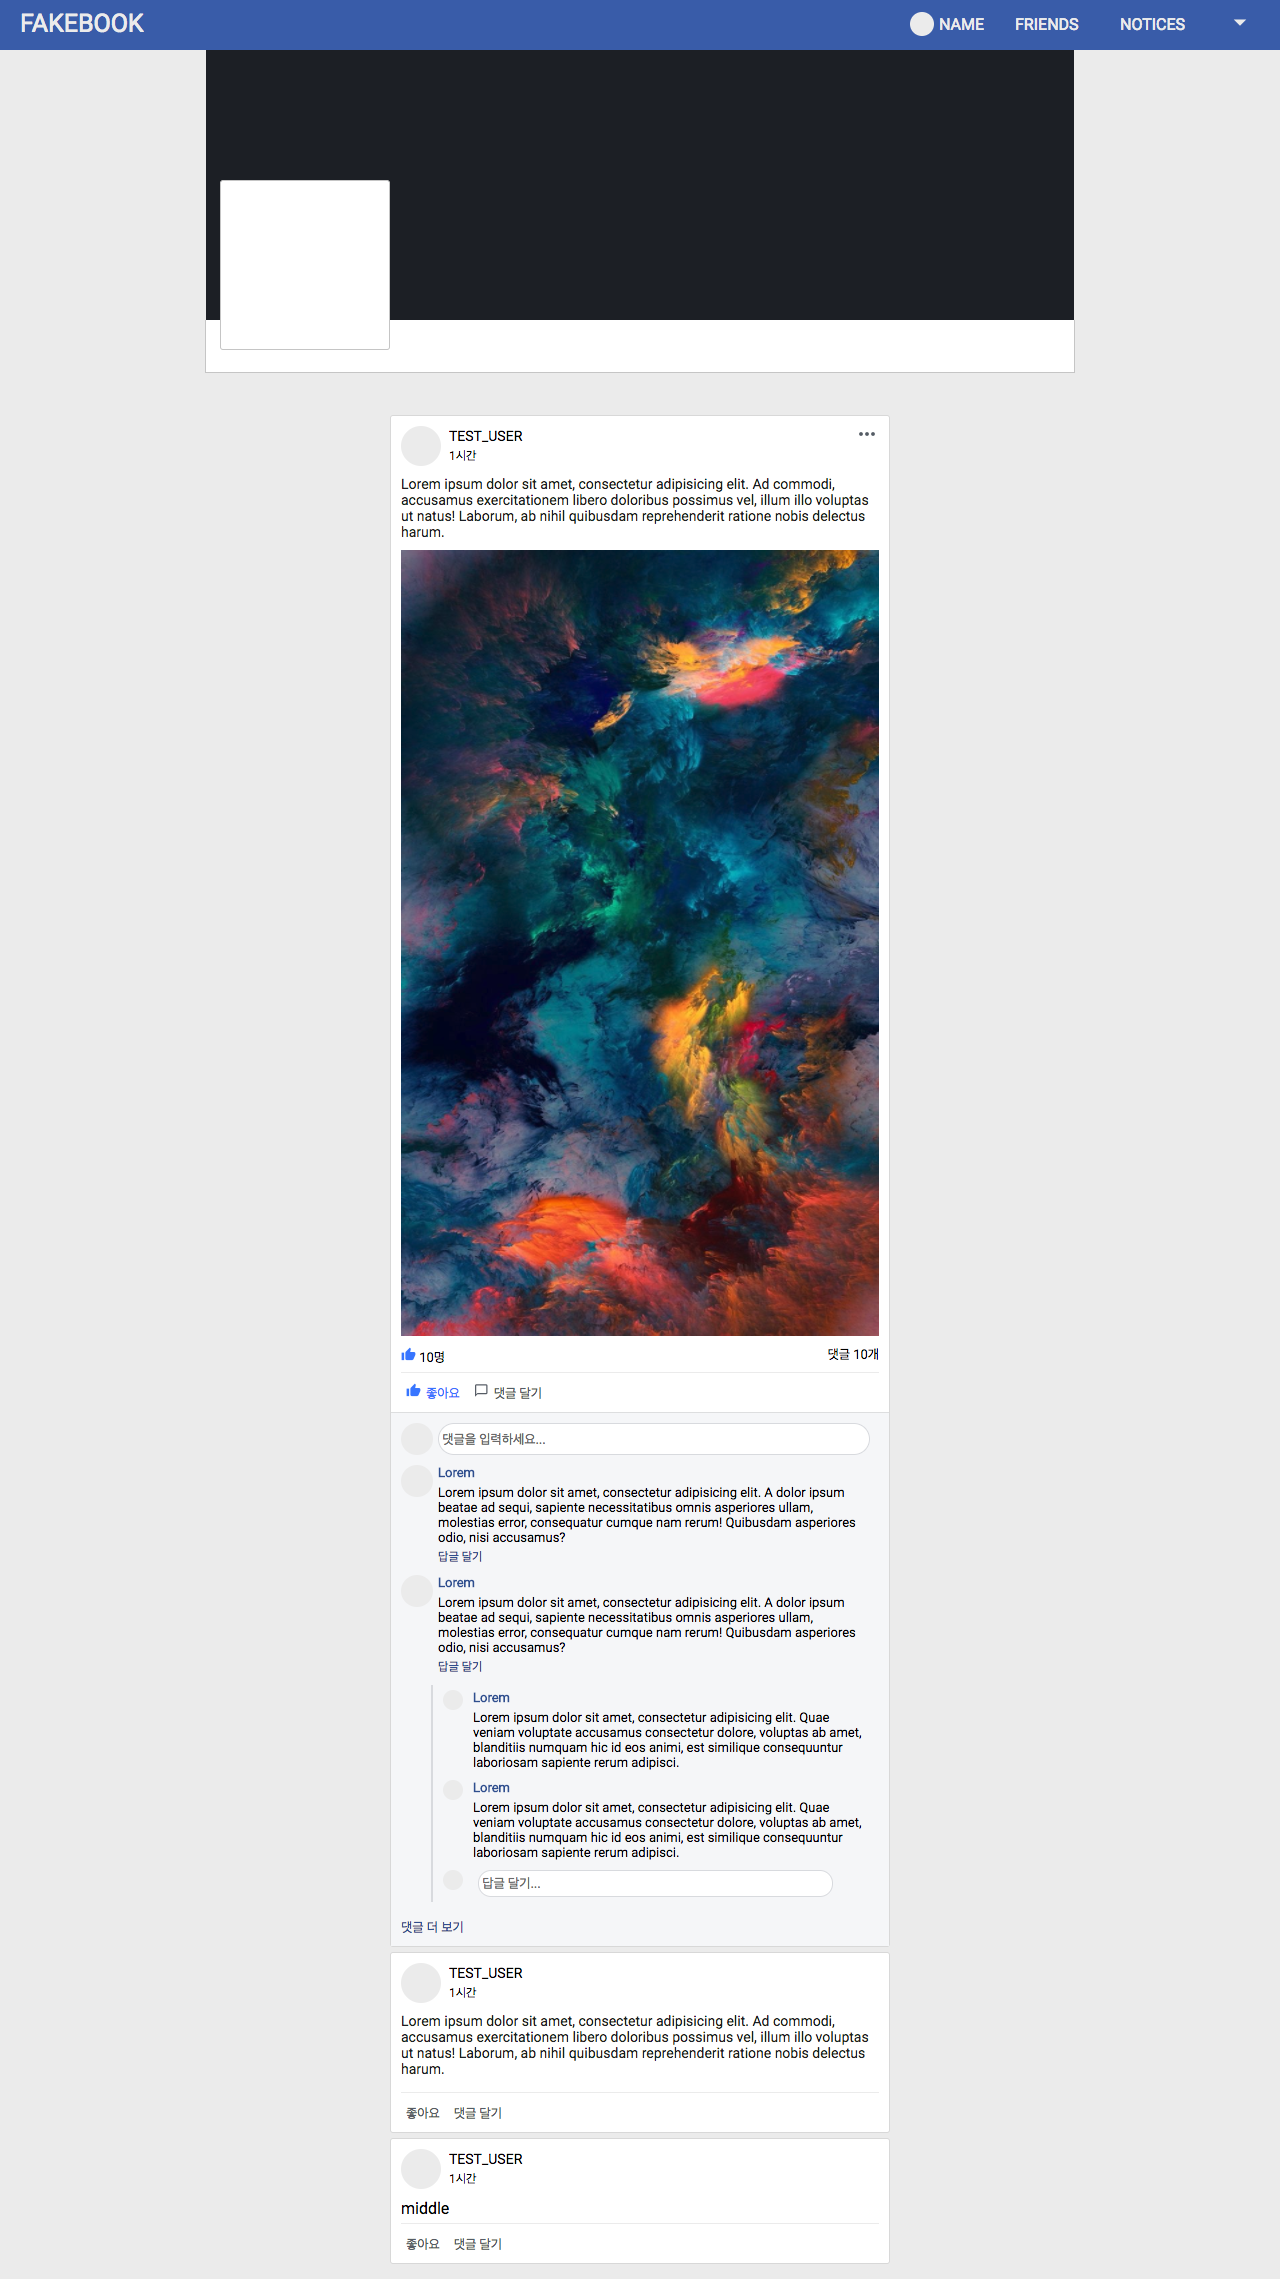 FAKEBOOK
NAME
FRIENDS
NOTICES
TEST_USER
1시간
Lorem ipsum dolor sit amet, consectetur adipisicing elit. Ad commodi,
accusamus exercitationem libero doloribus possimus vel, illum illo voluptas
ut natus! Laborum, ab nihil quibusdam reprehenderit ratione nobis delectus
harum.
10명
댓글 10개
좋아요
댓글 달기
댓글을 입력하세요...
Lorem
Lorem ipsum dolor sit amet, consectetur adipisicing elit. A dolor ipsum
beatae ad sequi, sapiente necessitatibus omnis asperiores ullam,
molestias error, consequatur cumque nam rerum! Quibusdam asperiores
odio, nisi accusamus?
답글 달기
Lorem
Lorem ipsum dolor sit amet, consectetur adipisicing elit. A dolor ipsum
beatae ad sequi, sapiente necessitatibus omnis asperiores ullam,
molestias error, consequatur cumque nam rerum! Quibusdam asperiores
odio, nisi accusamus?
답글 달기
Lorem
Lorem ipsum dolor sit amet, consectetur adipisicing elit. Quae
veniam voluptate accusamus consectetur dolore, voluptas ab amet,
blanditiis numquam hic id eos animi, est similique consequuntur
laboriosam sapiente rerum adipisci.
Lorem
Lorem ipsum dolor sit amet, consectetur adipisicing elit. Quae
veniam voluptate accusamus consectetur dolore, voluptas ab amet,
blanditiis numquam hic id eos animi, est similique consequuntur
laboriosam sapiente rerum adipisci.
답글 달기...
댓글 더 보기
TEST_USER
1시간
Lorem ipsum dolor sit amet, consectetur adipisicing elit. Ad commodi,
accusamus exercitationem libero doloribus possimus vel, illum illo voluptas
ut natus! Laborum, ab nihil quibusdam reprehenderit ratione nobis delectus
harum.
좋아요
댓글 달기
TEST_USER
1시간
middle
좋아요
댓글 달기